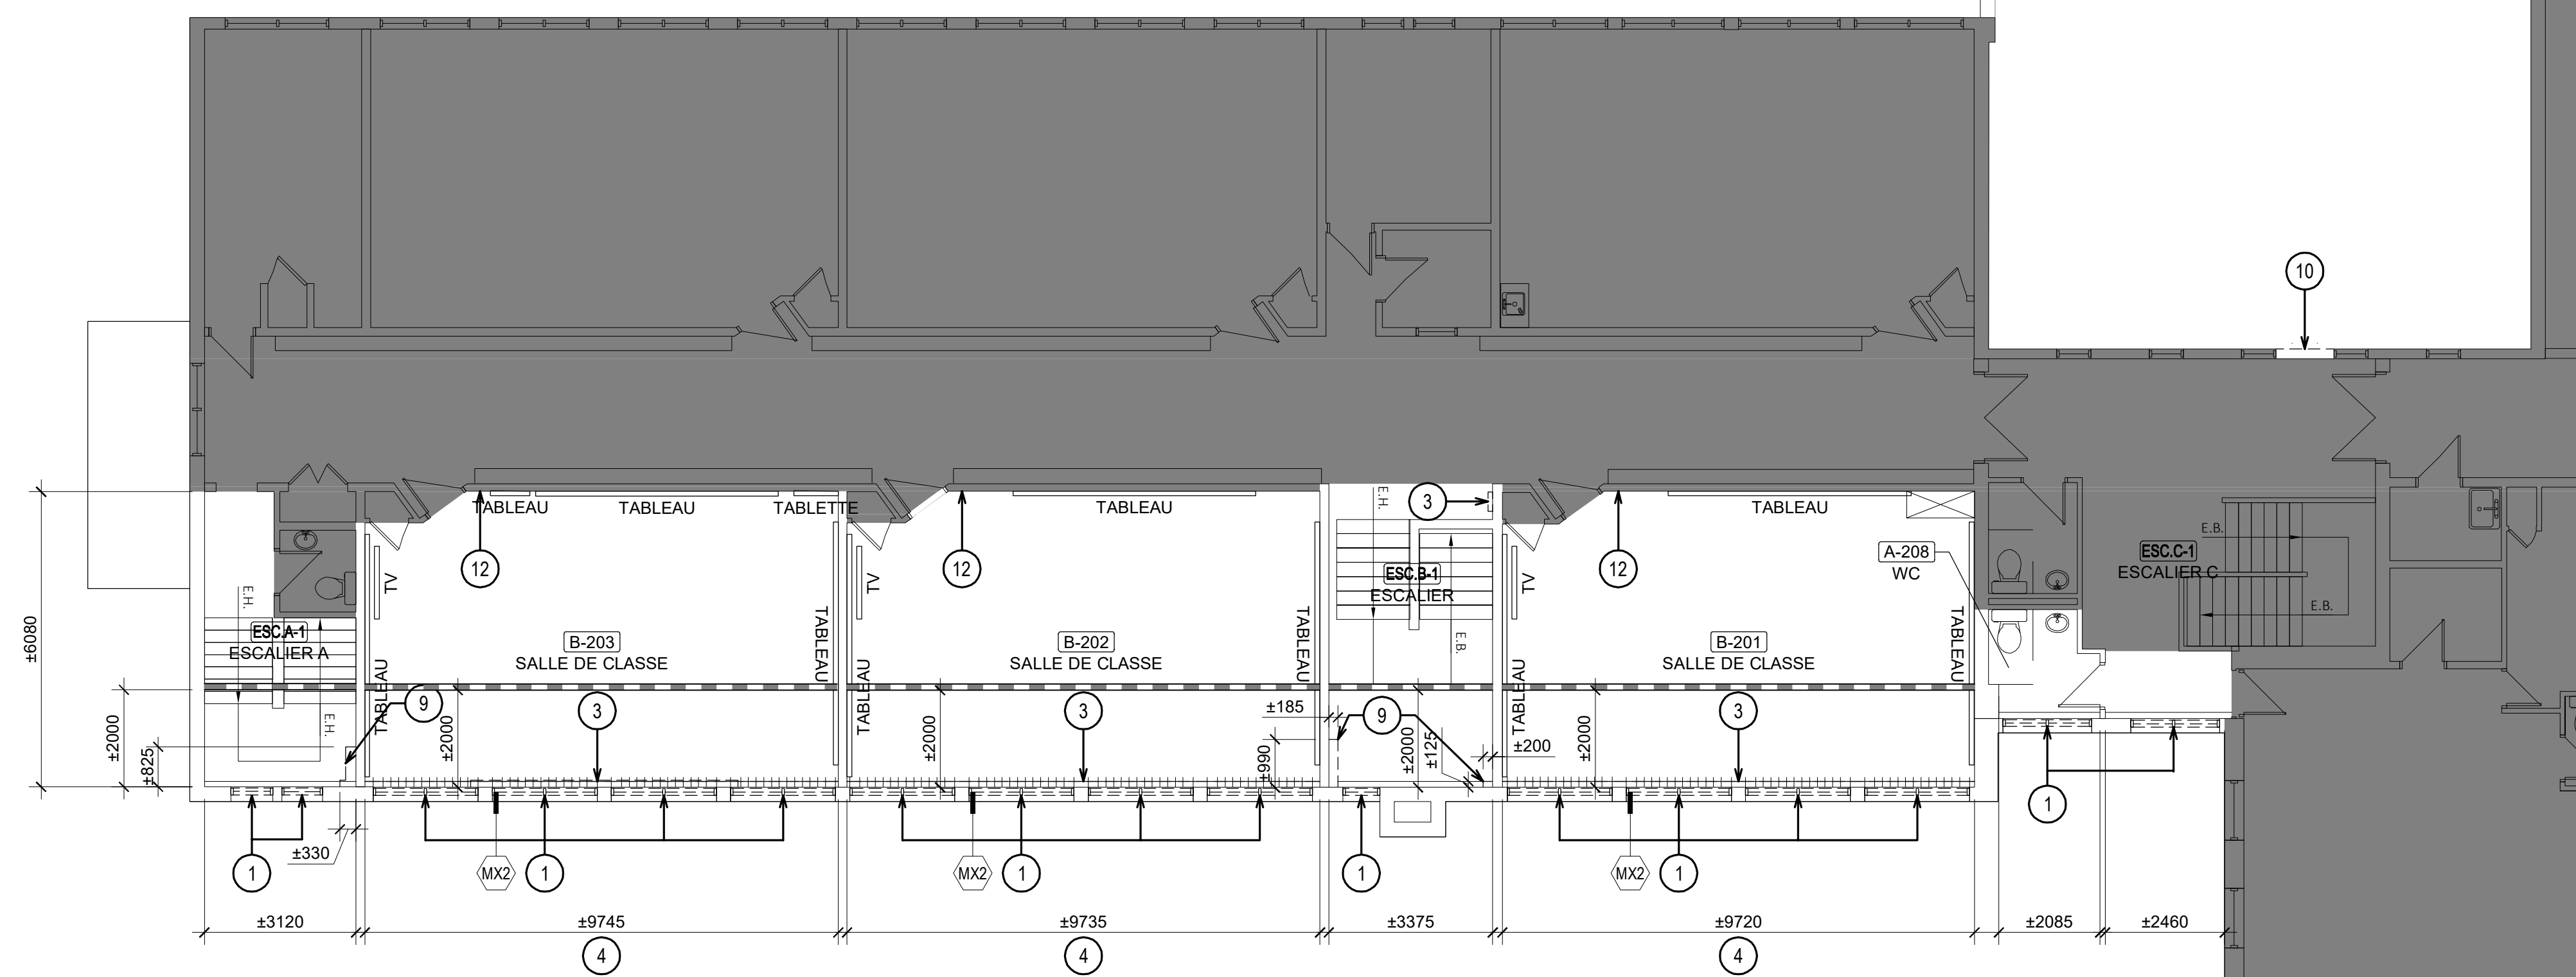 10
E.H.
3
TABLEAU
TABLEAU
TABLETTE
TABLEAU
TABLEAU
E.B.
12
12
12
A-208
WC
ESC.C-1
ESCALIER C
TV
TV
TV
ESC.B-1
ESCALIER
E.H.
E.B.
±6080
ESC.A-1
ESCALIER A
B-203
SALLE DE CLASSE
B-202
SALLE DE CLASSE
B-201
SALLE DE CLASSE
TABLEAU
TABLEAU
TABLEAU
E.B.
TABLEAU
TABLEAU
TABLEAU
9
3
3
9
3
±185
E.H.
±2000
±825
±2000
±2000
±990
±2000
±125
±200
±2000
1
±330
1
MX2
1
MX2
1
1
MX2
1
±3120
±9745
±9735
±3375
±9720
±2085
±2460
4
4
4